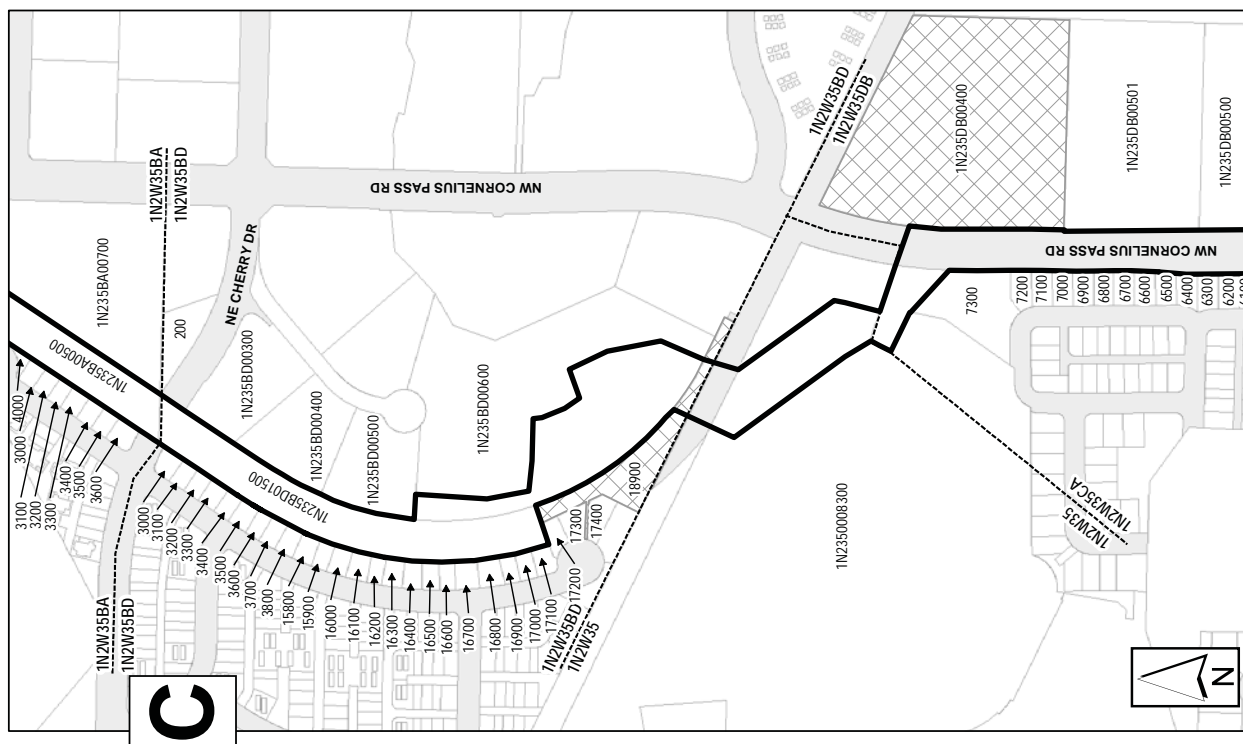 1N2W35BA
1N2W35BD
1N235BA00700
200
NE CHERRY DR
NW CORNELIUS PASS RD
1N235BA00500
4000
3000
3100
3200
3300
3400
3500
3600
1N2W35BA
1N2W35BD
C
1N235BD00300
1N235BD00400
1N235BD00500
1N235BD00600
1N235BD01500
3000
3100
3200
3300
3400
3500
3600
3700
3800
15800
15900
16000
16100
16200
16300
16400
16500
16600
16700
16800
16900
17000
17100
17200
17300
17400
18900
1N2W35BD
1N2W35
1N2W35BD
1N2W35DB
1N235DB00400
1N235DB00501
1N235DB00500
NW CORNELIUS PASS RD
1N2350008300
7300
7200
7100
7000
6900
6800
6700
6600
6500
6400
6300
6200
6100
1N2W35
1N2W35CA
N